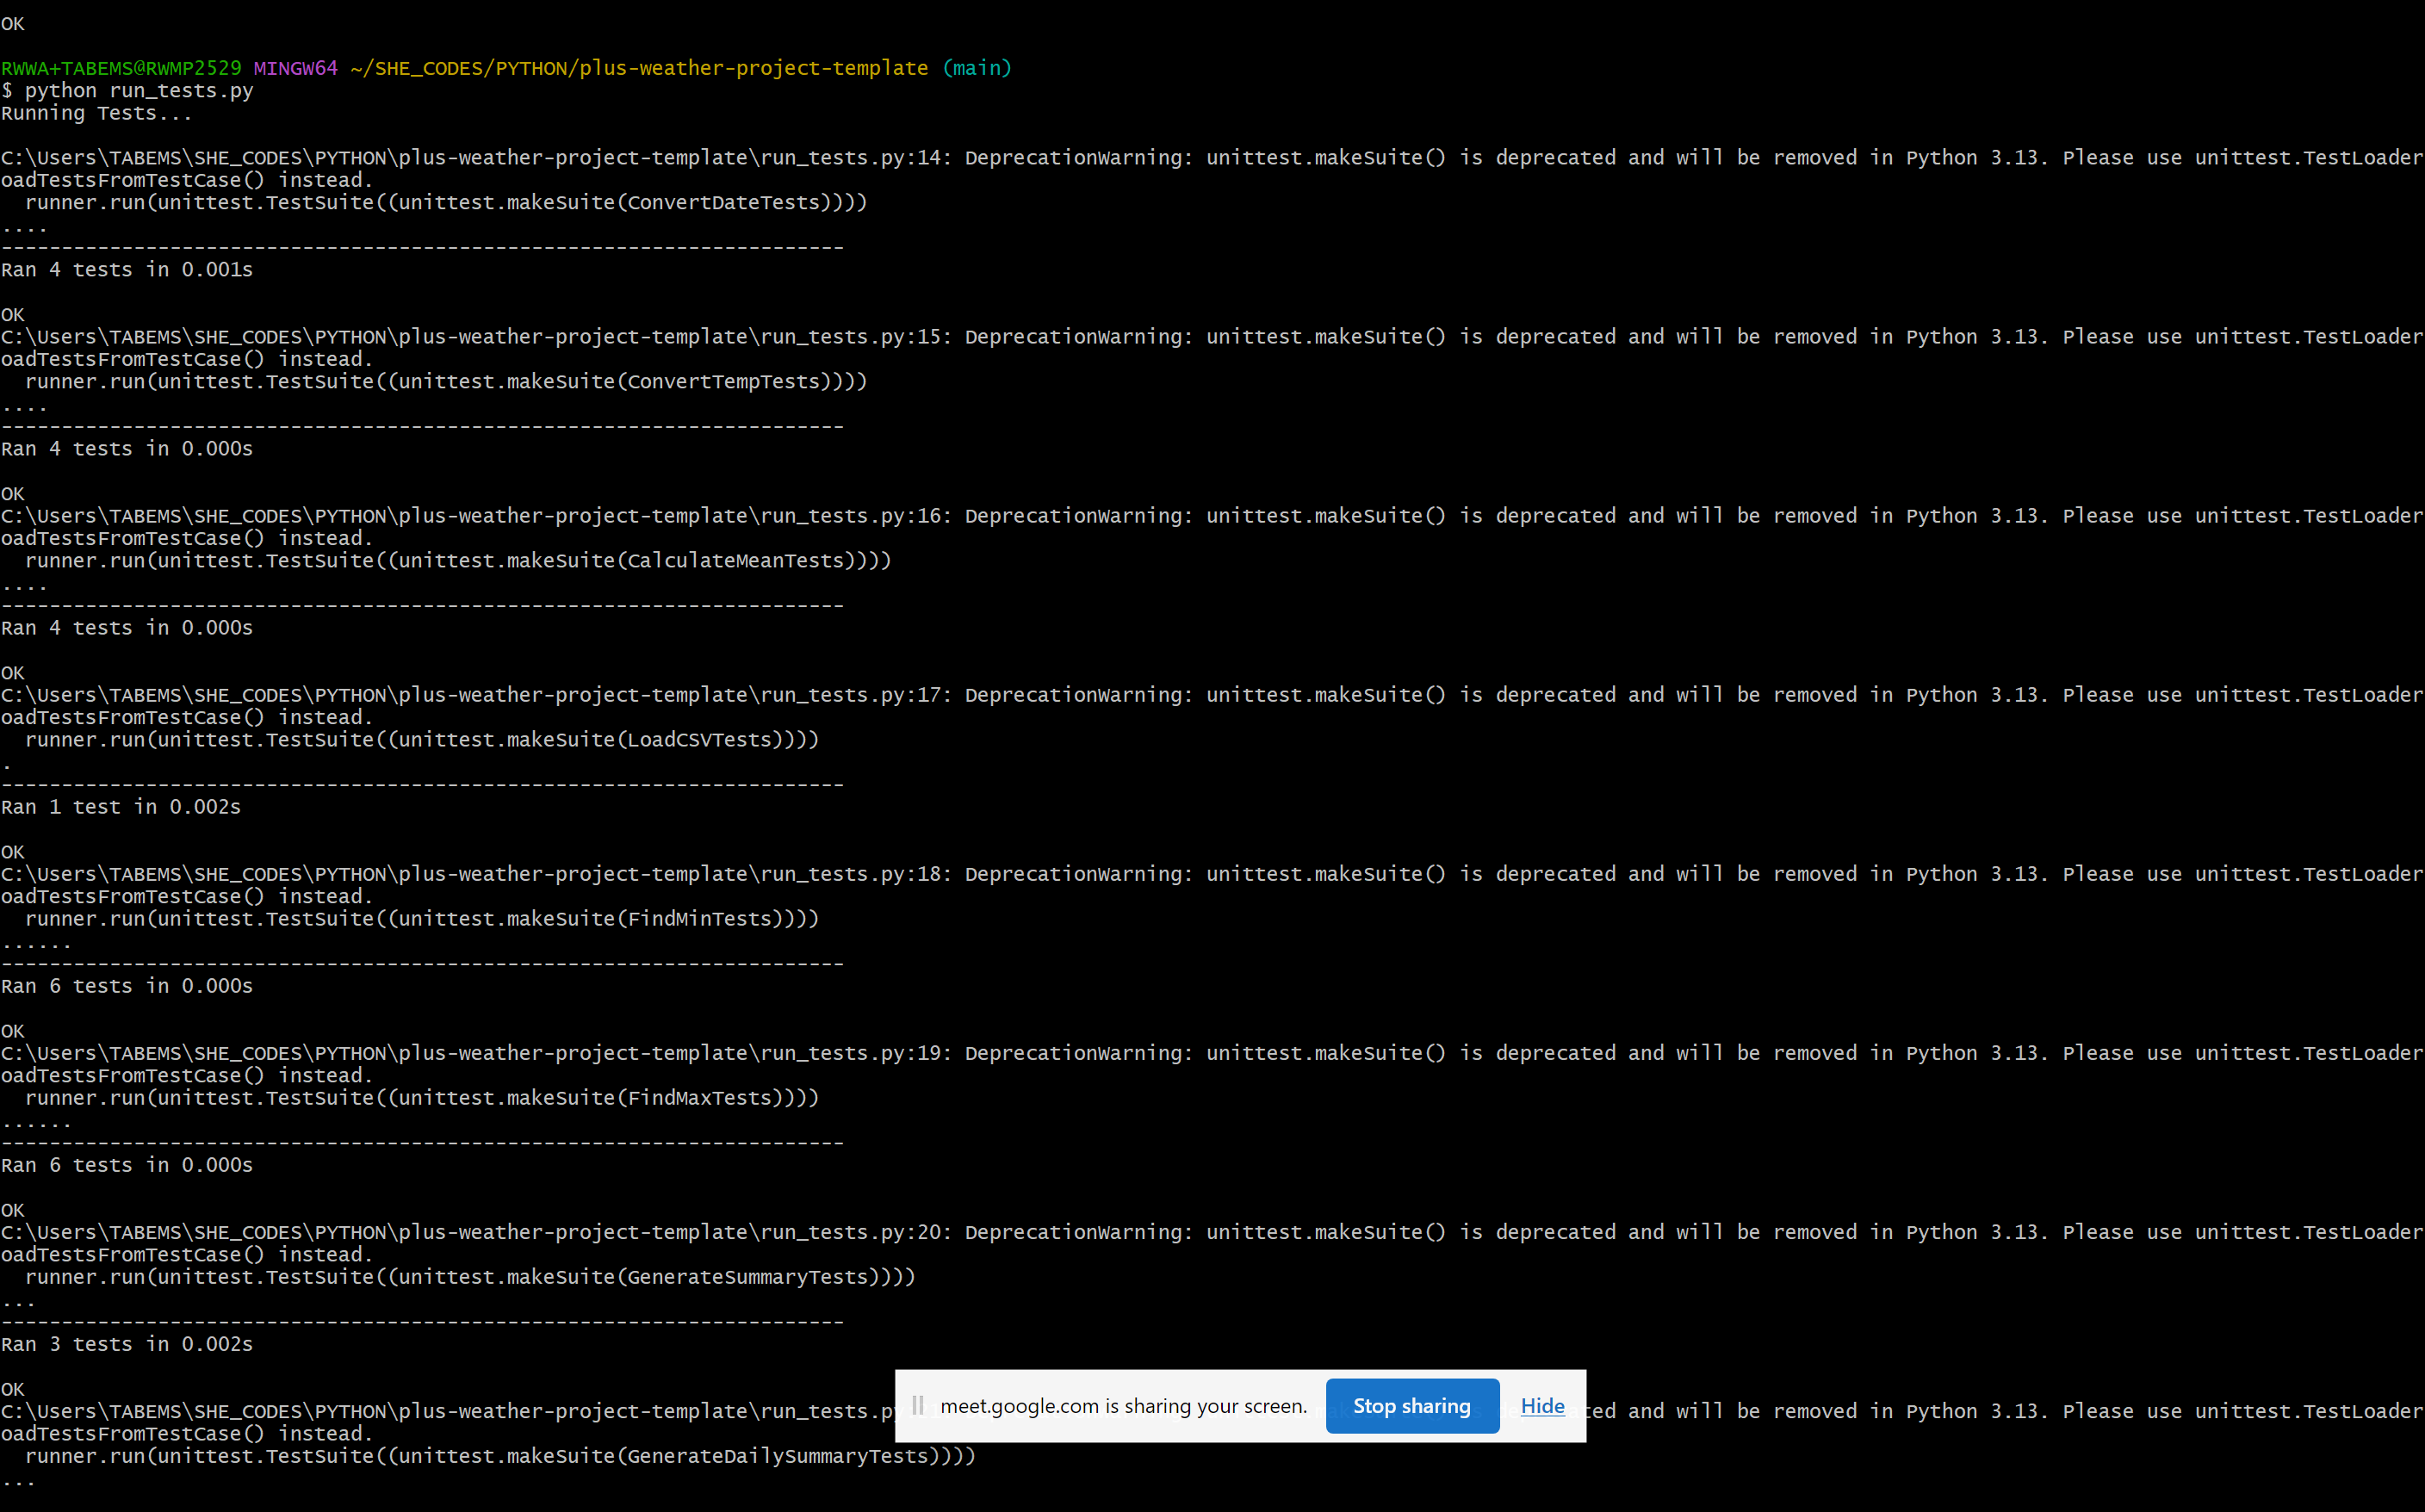 OK
RWWA+TABEMS@RWMP2529 MINGW64 ~/SHE_CODES/PYTHON/plus-weather-project-template (main)
$ python run_tests.py
Running Tests...
C:\Users\TABEMS\SHE_CODES\PYTHON\plus-weather-project-template\run_tests.py:14: DeprecationWarning: unittest.makeSuite() is deprecated and will be removed in Python 3.13. Please use unittest.TestLoader
oadTestsFromTestCase() instead.
  runner.run(unittest.TestSuite((unittest.makeSuite(ConvertDateTests))))
....
----------------------------------------------------------------------
Ran 4 tests in 0.001s
OK
C:\Users\TABEMS\SHE_CODES\PYTHON\plus-weather-project-template\run_tests.py:15: DeprecationWarning: unittest.makeSuite() is deprecated and will be removed in Python 3.13. Please use unittest.TestLoader
oadTestsFromTestCase() instead.
  runner.run(unittest.TestSuite((unittest.makeSuite(ConvertTempTests))))
....
----------------------------------------------------------------------
Ran 4 tests in 0.000s
OK
C:\Users\TABEMS\SHE_CODES\PYTHON\plus-weather-project-template\run_tests.py:16: DeprecationWarning: unittest.makeSuite() is deprecated and will be removed in Python 3.13. Please use unittest.TestLoader
oadTestsFromTestCase() instead.
  runner.run(unittest.TestSuite((unittest.makeSuite(CalculateMeanTests))))
....
----------------------------------------------------------------------
Ran 4 tests in 0.000s
OK
C:\Users\TABEMS\SHE_CODES\PYTHON\plus-weather-project-template\run_tests.py:17: DeprecationWarning: unittest.makeSuite() is deprecated and will be removed in Python 3.13. Please use unittest.TestLoader
oadTestsFromTestCase() instead.
  runner.run(unittest.TestSuite((unittest.makeSuite(LoadCSVTests))))
.
----------------------------------------------------------------------
Ran 1 test in 0.002s
OK
C:\Users\TABEMS\SHE_CODES\PYTHON\plus-weather-project-template\run_tests.py:18: DeprecationWarning: unittest.makeSuite() is deprecated and will be removed in Python 3.13. Please use unittest.TestLoader
oadTestsFromTestCase() instead.
  runner.run(unittest.TestSuite((unittest.makeSuite(FindMinTests))))
......
----------------------------------------------------------------------
Ran 6 tests in 0.000s
OK
C:\Users\TABEMS\SHE_CODES\PYTHON\plus-weather-project-template\run_tests.py:19: DeprecationWarning: unittest.makeSuite() is deprecated and will be removed in Python 3.13. Please use unittest.TestLoader
oadTestsFromTestCase() instead.
  runner.run(unittest.TestSuite((unittest.makeSuite(FindMaxTests))))
......
----------------------------------------------------------------------
Ran 6 tests in 0.000s
OK
C:\Users\TABEMS\SHE_CODES\PYTHON\plus-weather-project-template\run_tests.py:20: DeprecationWarning: unittest.makeSuite() is deprecated and will be removed in Python 3.13. Please use unittest.TestLoader
oadTestsFromTestCase() instead.
  runner.run(unittest.TestSuite((unittest.makeSuite(GenerateSummaryTests))))
...
----------------------------------------------------------------------
Ran 3 tests in 0.002s
OK
meet.google.com is sharing your screen. Stop sharing Hide
C:\Users\TABEMS\SHE_CODES\PYTHON\plus-weather-project-template\run_tests.py and will be removed in Python 3.13. Please use unittest.TestLoader
oadTestsFromTestCase() instead.
  runner.run(unittest.TestSuite((unittest.makeSuite(GenerateDailySummaryTests))))
...